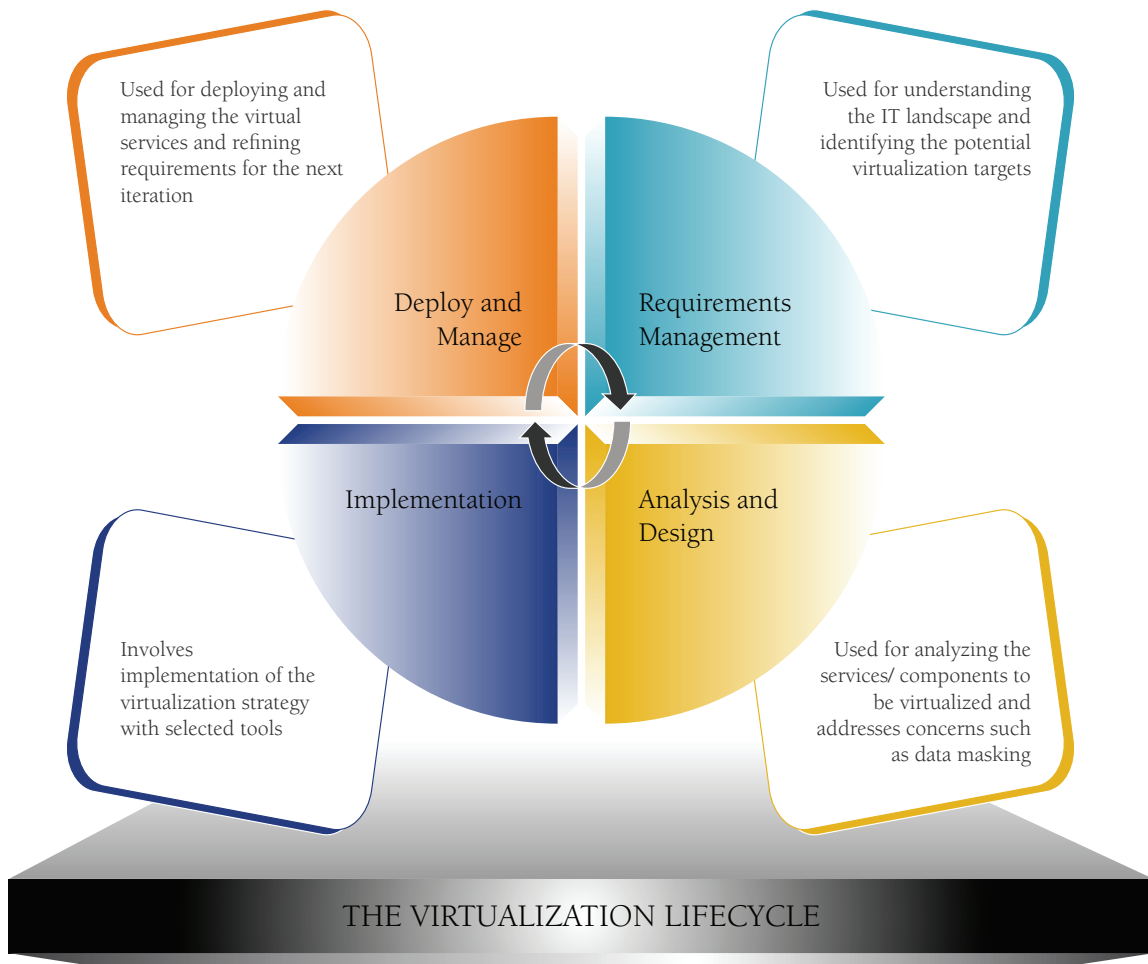 Used for deploying and
managing the virtual
services and refining
requirements for the next
iteration
Used for understanding
the IT landscape and
identifying the potential
virtualization targets
Deploy and
Manage
Requirements
Management
Implementation
Analysis and
Design
Involves
implementation of the
virtualization strategy
with selected tools
Used for analyzing the
services/ components to
be virtualized and
addresses concerns such
as data masking
THE VIRTUALIZATION LIFECYCLE